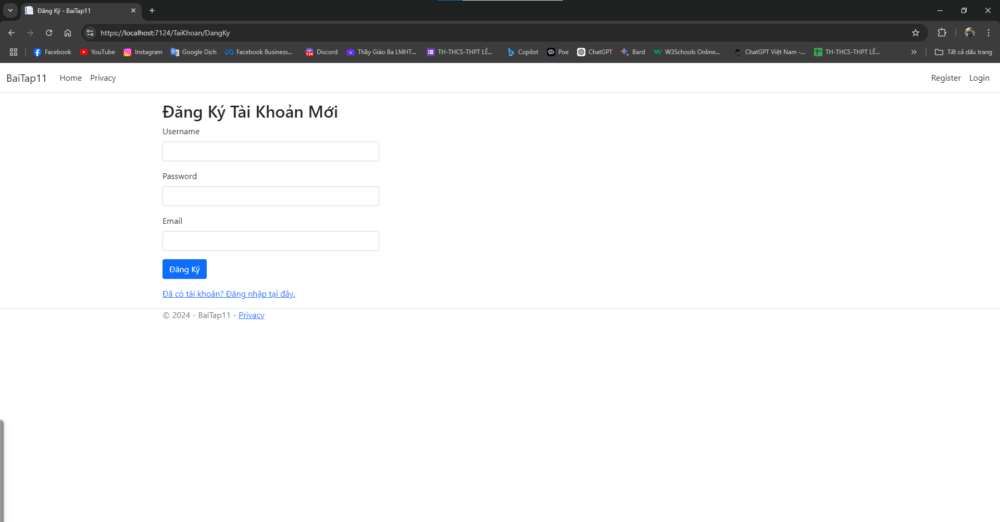 Đăng Ký - BaiTap11
https://localhost:7124/TaiKhoan/DangKy
Facebook YouTube Instagram Google Dịch Facebook Business... Discord Thầy Giáo Ba LMHT... TH-THCS-THPT LÊ... Copilot Poe ChatGPT Bard W3Schools Online... ChatGPT Việt Nam -... TH-THCS-THPT LÊ... Tất cả dấu trang
134
BaiTap11 Home Privacy Register Login
Đăng Ký Tài Khoản Mới
Username
Password
Email
Đăng Ký
Đã có tài khoản? Đăng nhập tại đây.
© 2024 - BaiTap11 - Privacy